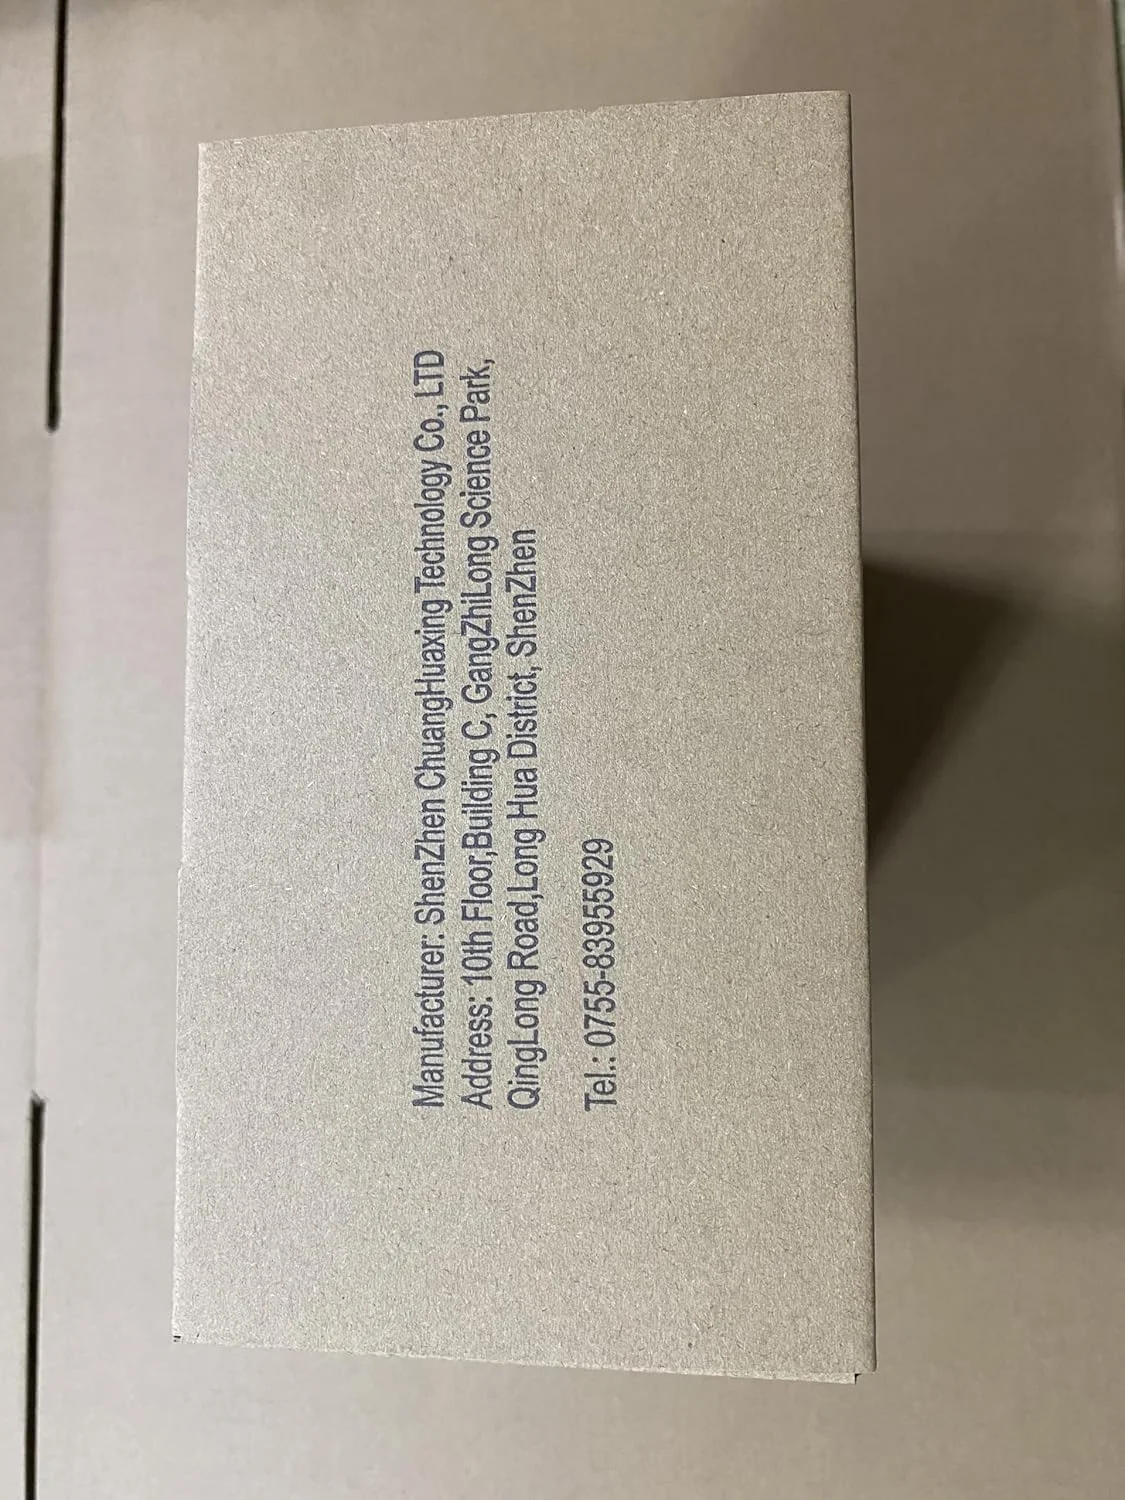 Manufacturer: ShenZhen ChuangHuaxing Technology Co., LTD
Address: 10th Floor,Building C, GangZhiLong Science Park,
QingLong Road,Long Hua District, ShenZhen
Tel.: 0755-83955929